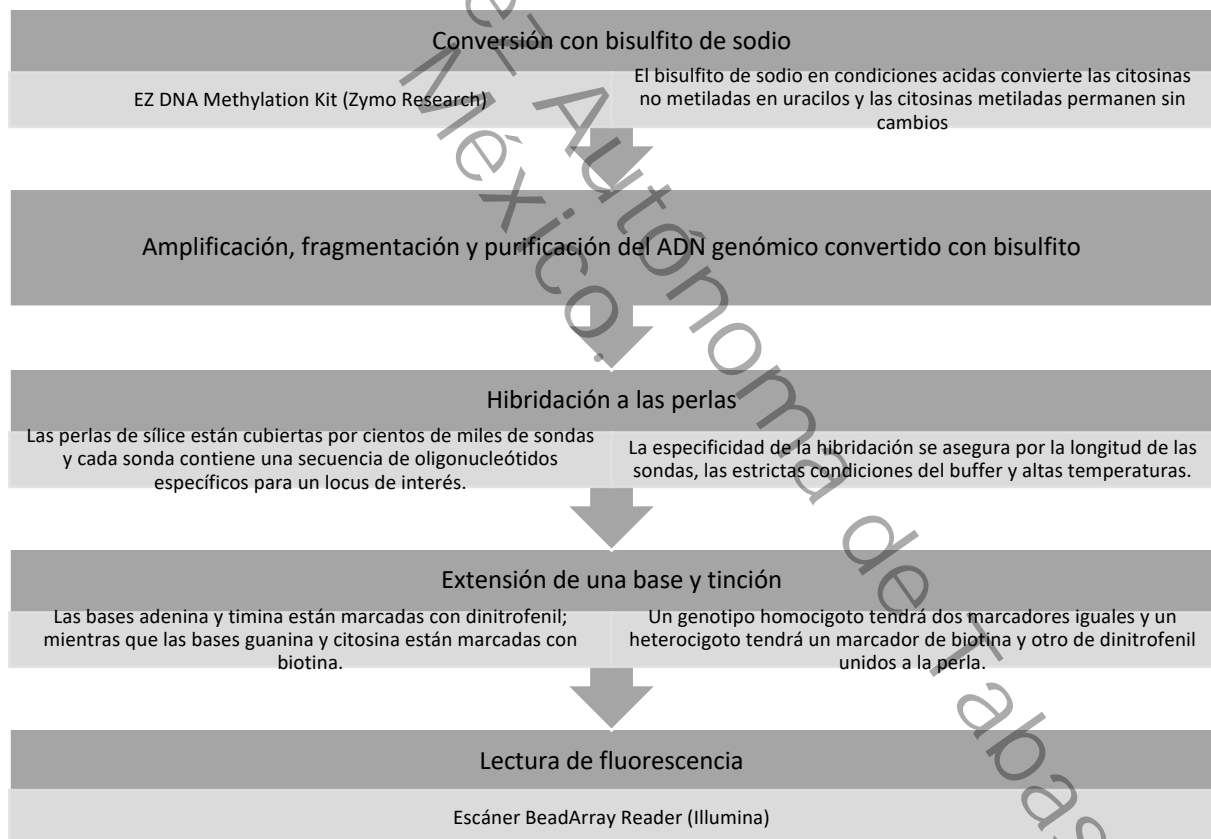 Conversión con bisulfito de sodio
EZ DNA Methylation Kit (Zymo Research)
El bisulfito de sodio en condiciones acidas convierte las citosinas
no metiladas en uracilos y las citosinas metiladas permanen sin
cambios
Amplificación, fragmentación y purificación del ADN genómico convertido con bisulfito
Hibridación a las perlas
Las perlas de sílice están cubiertas por cientos de miles de sondas
y cada sonda contiene una secuencia de oligonucleótidos
específicos para un locus de interés.
La especificidad de la hibridación se asegura por la longitud de las
sondas, las estrictas condiciones del buffer y altas temperaturas.
Extensión de una base y tinción
Las bases adenina y timina están marcadas con dinitrofenil;
mientras que las bases guanina y citosina están marcadas con
biotina.
Un genotipo homocigoto tendrá dos marcadores iguales y un
heterocigoto tendrá un marcador de biotina y otro de dinitrofenil
unidos a la perla.
Lectura de fluorescencia
Escáner BeadArray Reader (Illumina)
Autónoma de
México.